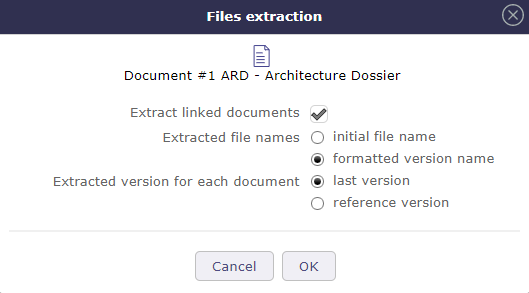 Files extraction
Document #1 ARD - Architecture Dossier
Extract linked documents
Extracted file names initial file name
formatted version name
Extracted version for each document last version
reference version
Cancel OK